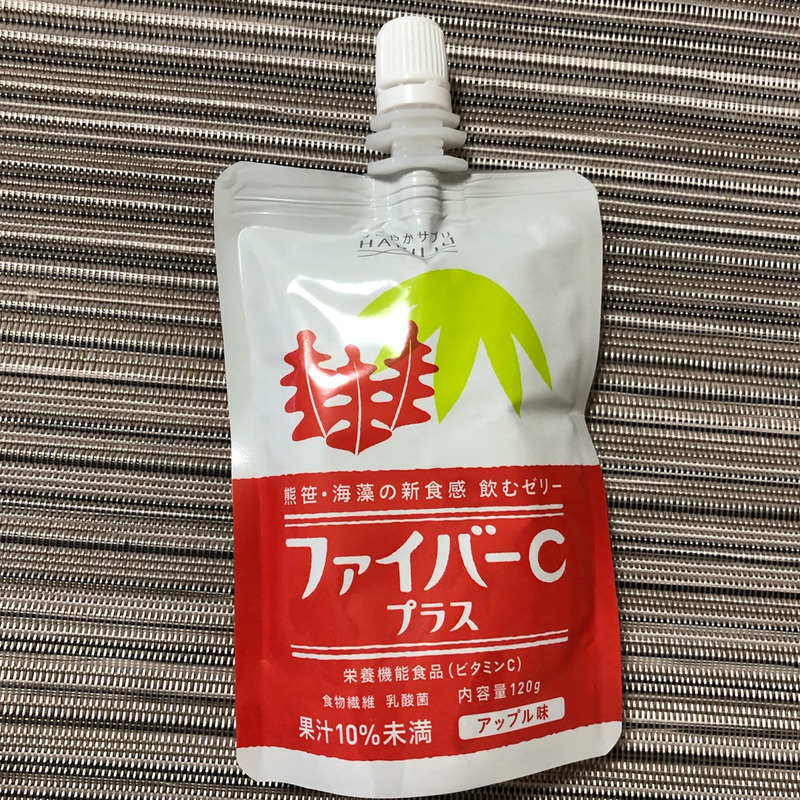 熊笹・海藻の新食感 飲むゼリー
ファイバーC
プラス
栄養機能食品(ビタミンC)
食物繊維 乳酸菌 内容量120g
果汁10%未満 アップル味